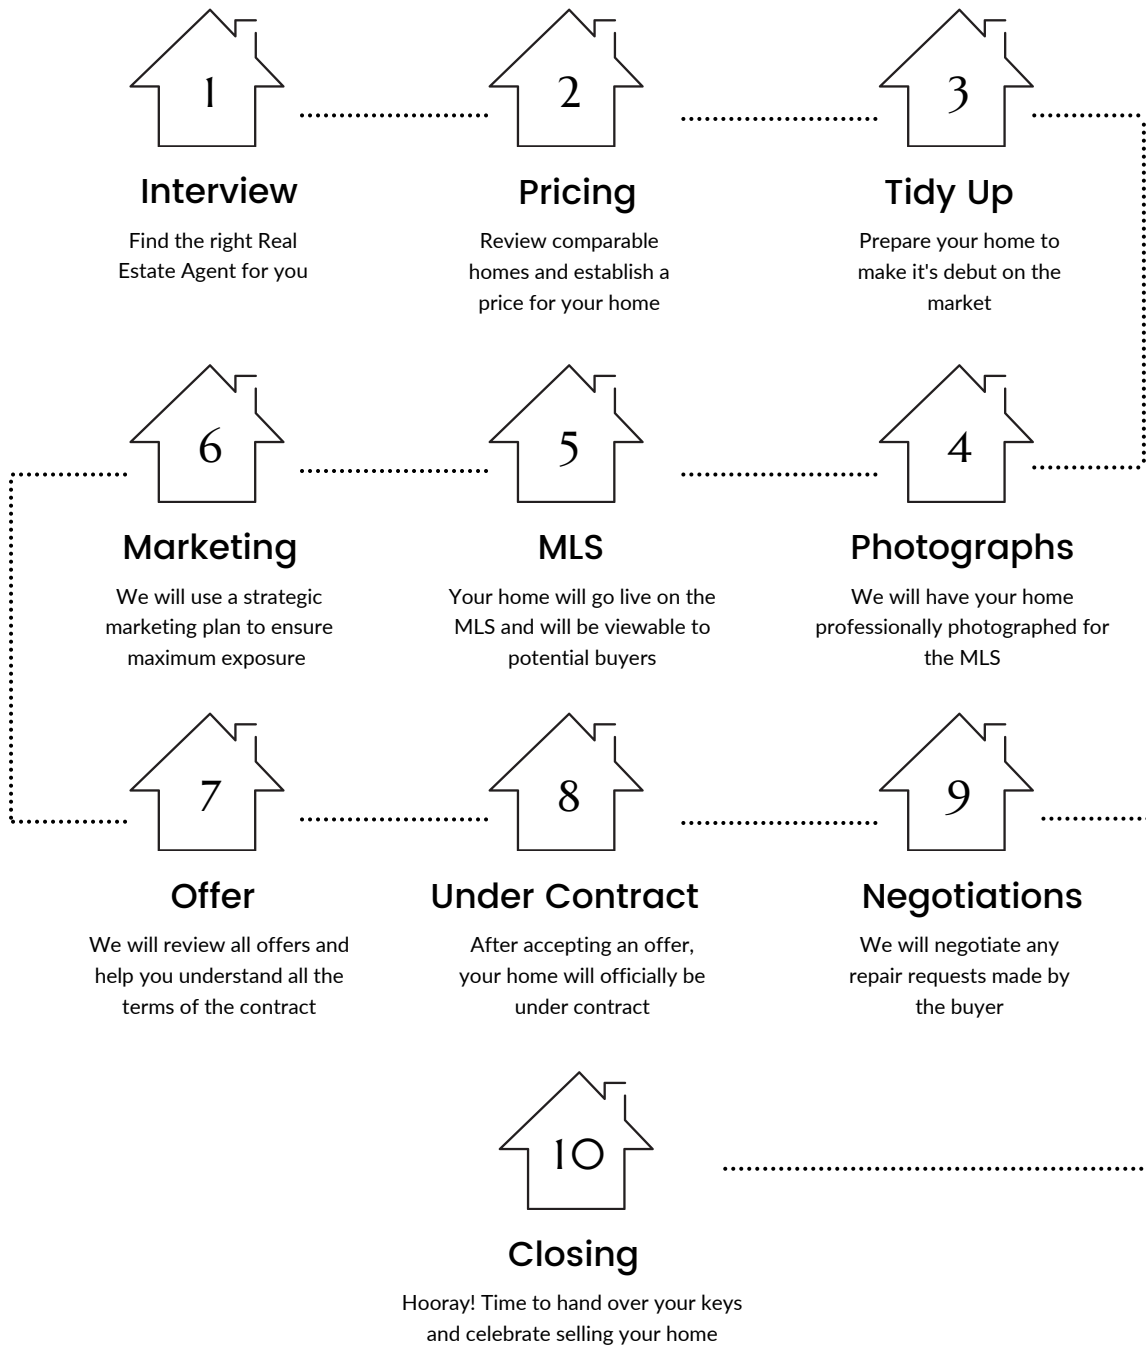 1
Interview
Find the right Real
Estate Agent for you
2
Pricing
Review comparable
homes and establish a
price for your home
3
Tidy Up
Prepare your home to
make it's debut on the
market
4
Photographs
We will have your home
professionally photographed for
the MLS
5
MLS
Your home will go live on the
MLS and will be viewable to
potential buyers
6
Marketing
We will use a strategic
marketing plan to ensure
maximum exposure
7
Offer
We will review all offers and
help you understand all the
terms of the contract
8
Under Contract
After accepting an offer,
your home will officially be
under contract
9
Negotiations
We will negotiate any
repair requests made by
the buyer
10
Closing
Hooray! Time to hand over your keys
and celebrate selling your home